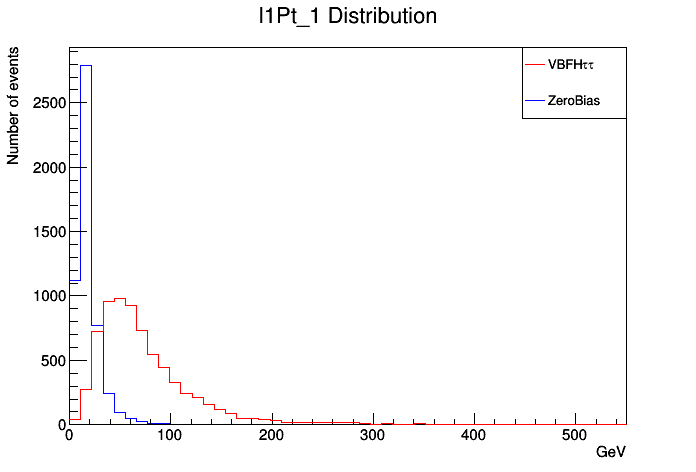 l1Pt_1 Distribution
Number of events
VBFHττ
ZeroBias
2500
2000
1500
1000
500
0
0 100 200 300 400 500
GeV